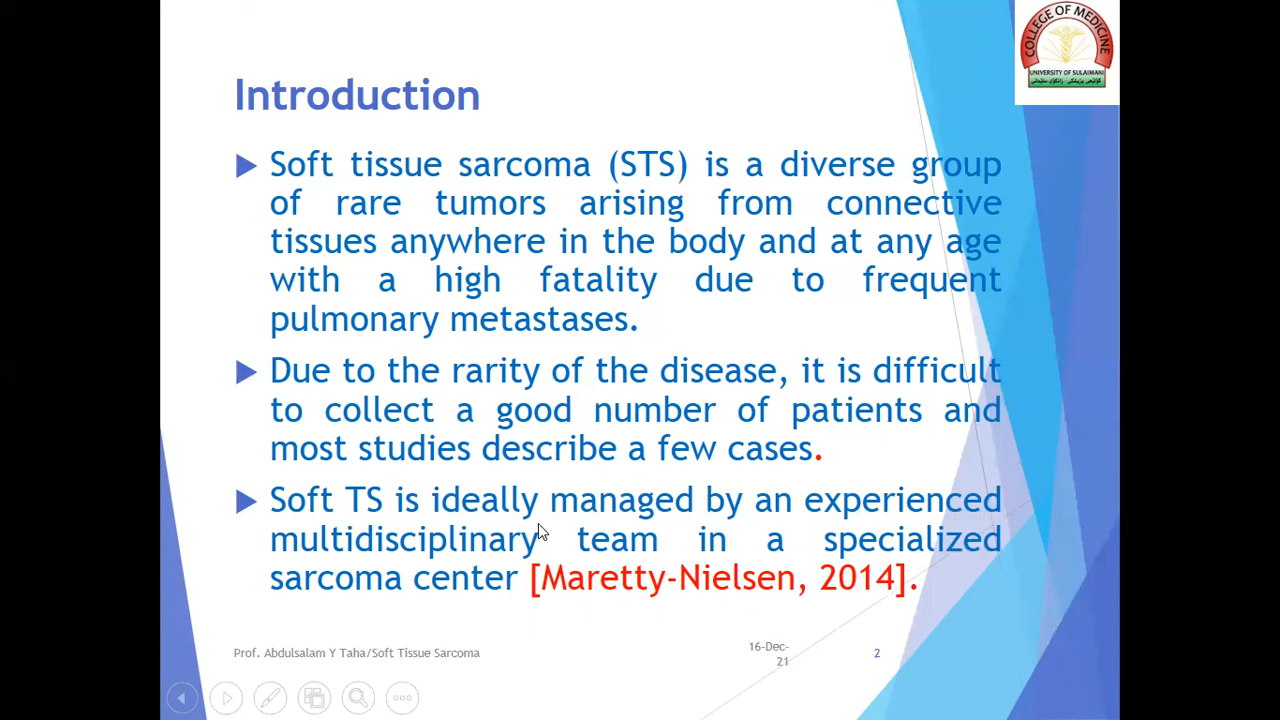 COLLEGE OF MEDICINE
UNIVERSITY OF SULAIMANI
Introduction
Soft tissue sarcoma (STS) is a diverse group
of rare tumors arising from connective
tissues anywhere in the body and at any age
with a high fatality due to frequent
pulmonary metastases.
Due to the rarity of the disease, it is difficult
to collect a good number of patients and
most studies describe a few cases.
Soft TS is ideally managed by an experienced
multidisciplinary team in a specialized
sarcoma center [Maretty-Nielsen, 2014].
Prof. Abdulsalam Y Taha/Soft Tissue Sarcoma
16-Dec-
21
2